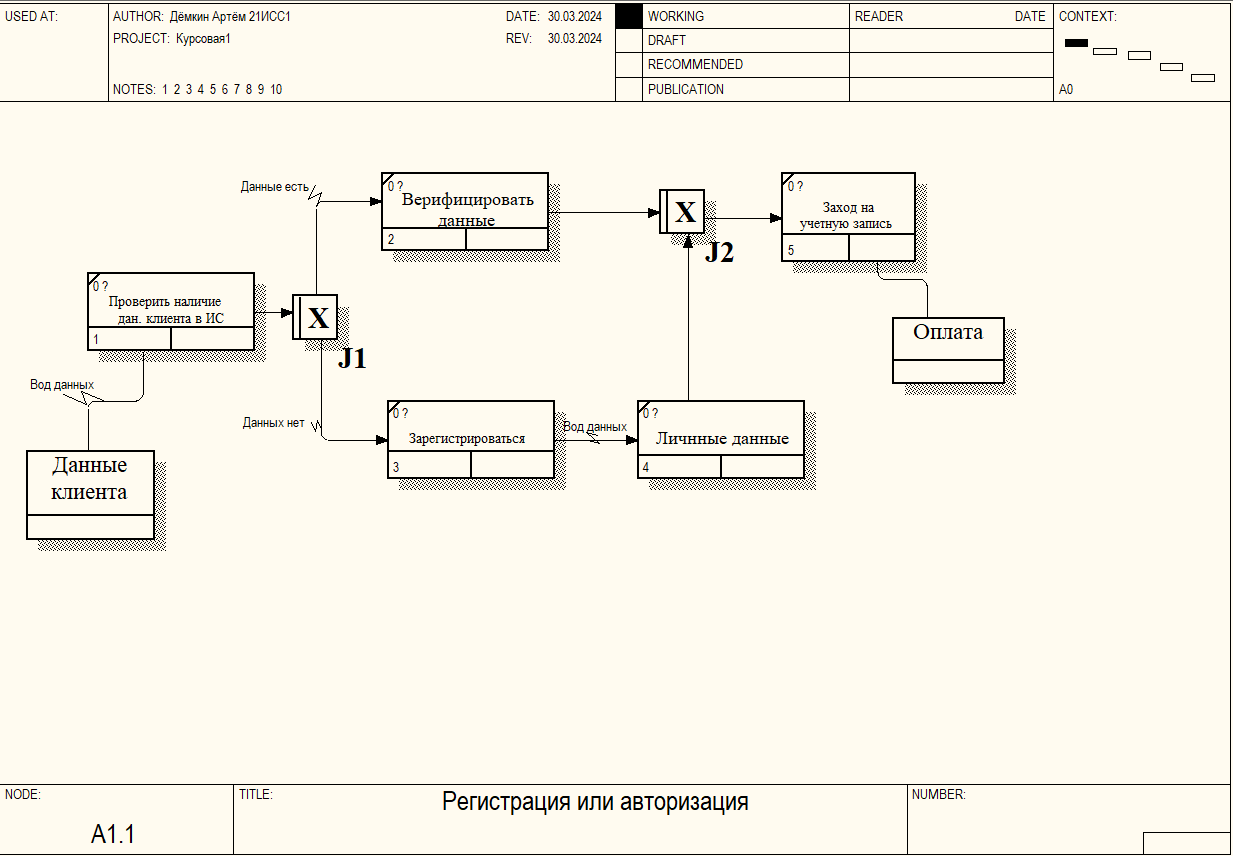 USED AT:
AUTHOR: Дёмкин Артём 21ИСС1
DATE: 30.03.2024
PROJECT: Курсовая1
REV: 30.03.2024
NOTES: 1 2 3 4 5 6 7 8 9 10
WORKING
DRAFT
RECOMMENDED
PUBLICATION
READER DATE
CONTEXT:
A0
Данные есть
0 ?
Верифицировать
данные
2
X
J2
0 ?
Заход на
учетную запись
5
0 ?
Проверить наличие
дан. клиента в ИС
1
X
J1
Оплата
Вод данных
Данных нет
0 ?
Зарегистрироваться
3
Вод данных
0 ?
Личнные данные
4
Данные
клиента
NODE:
A1.1
TITLE:
Регистрация или авторизация
NUMBER: